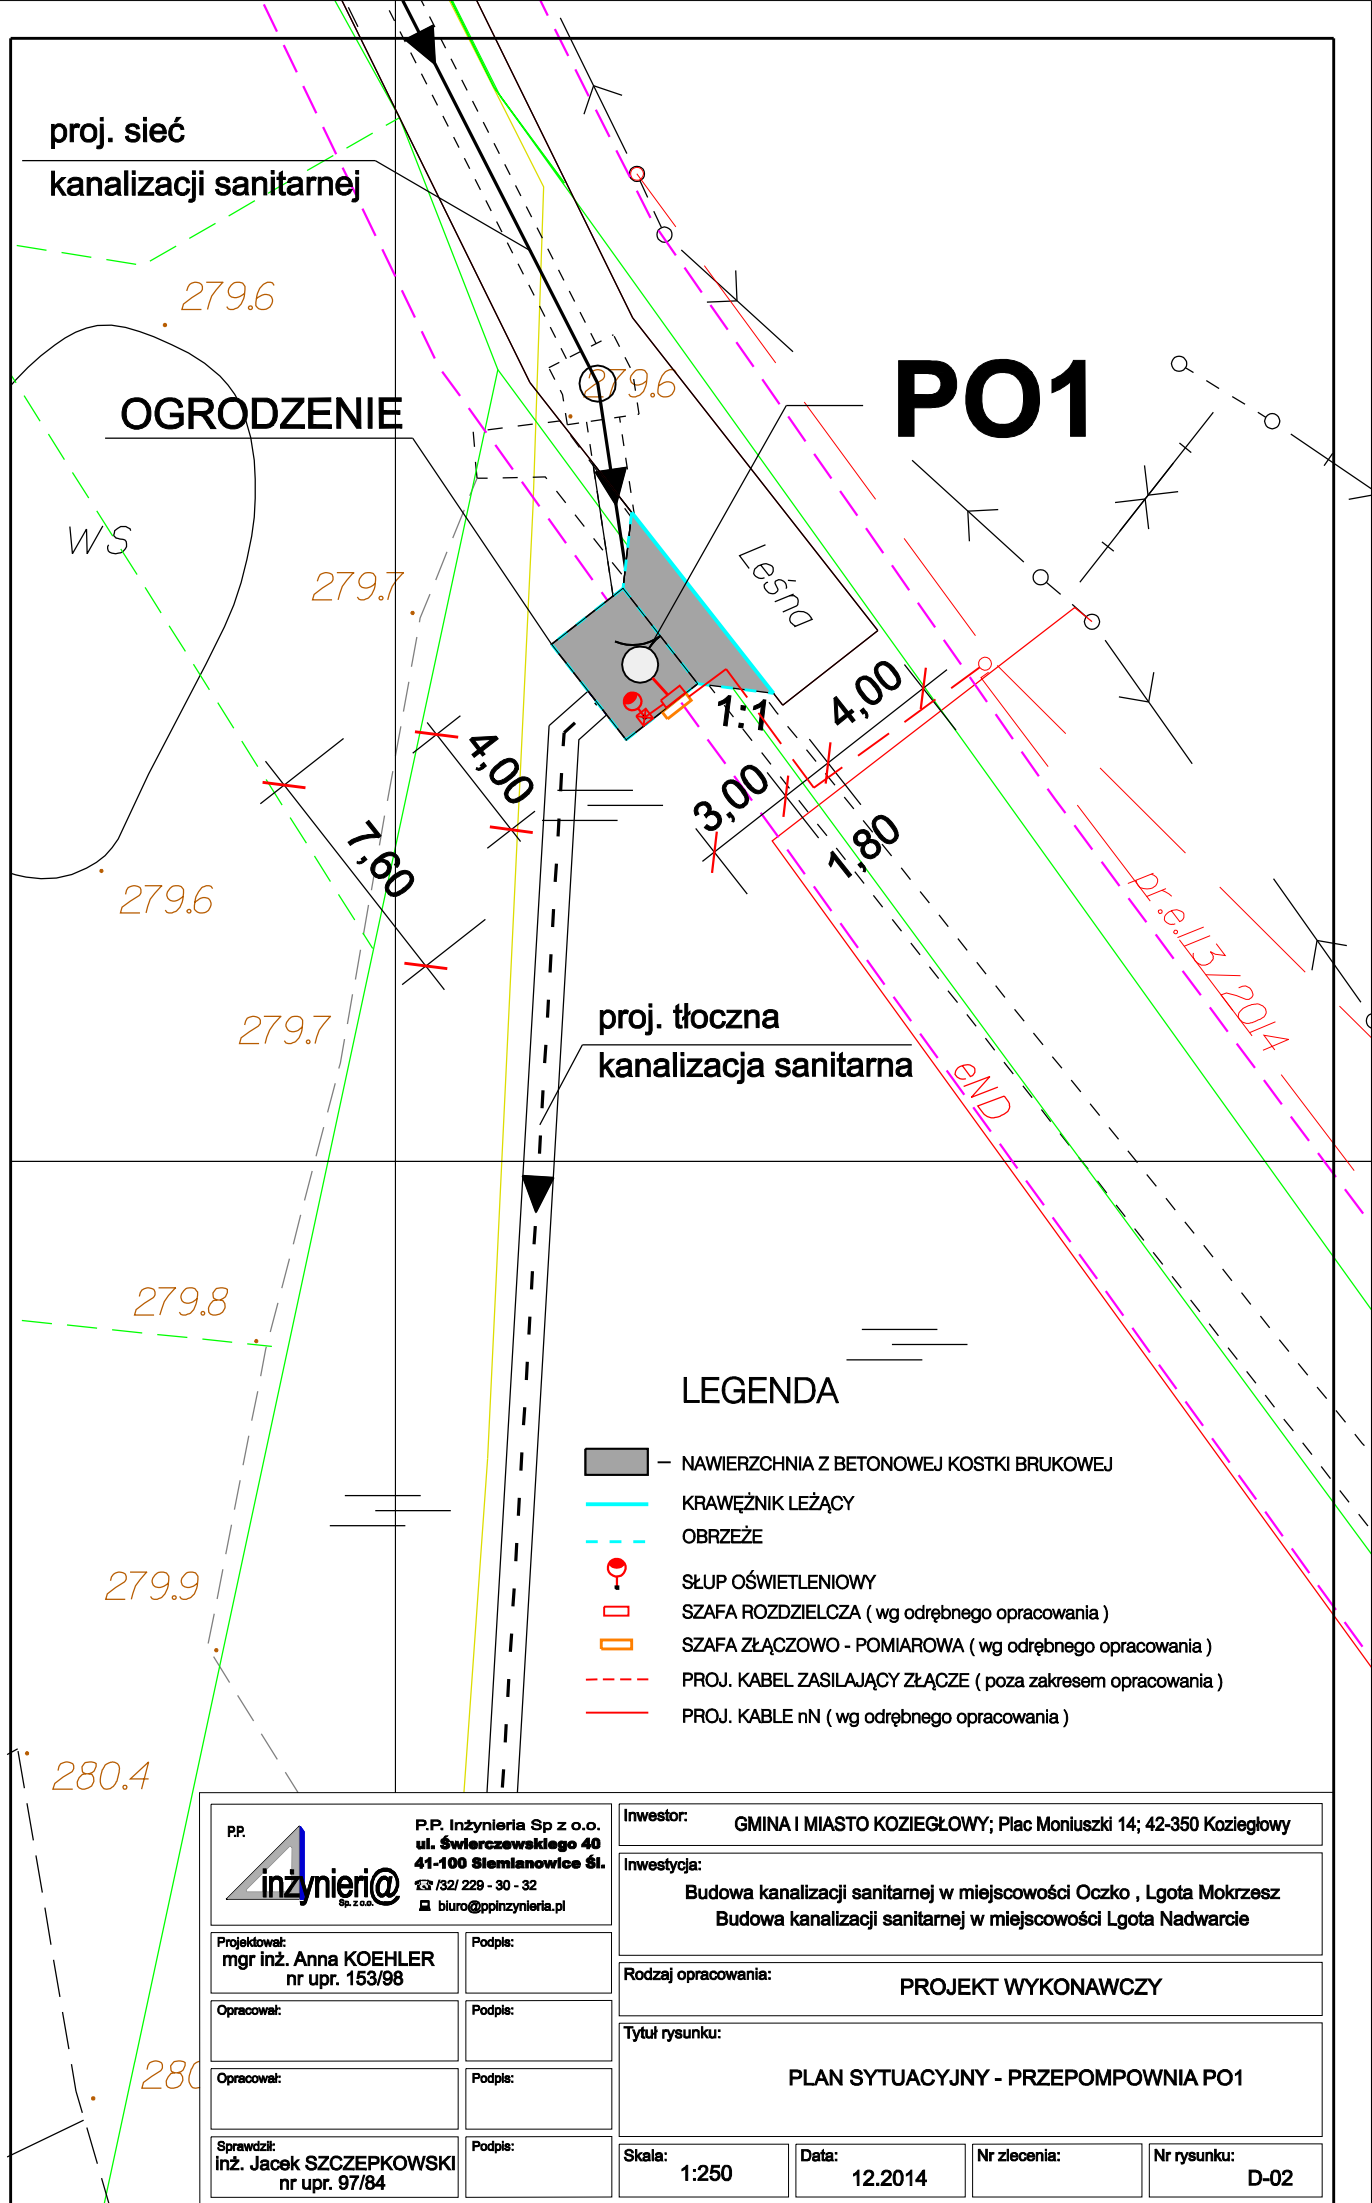 proj. sieć
kanalizacji sanitarnej
279.6
OGRODZENIE
279.6
PO1
WS
279.7
Leśna
4,00
1:1
4,00
3,00
7,60
1,80
279.6
pr.e.113/2014
279.7
proj. tłoczna
kanalizacja sanitarna
eND
279.8
LEGENDA
– NAWIERZCHNIA Z BETONOWEJ KOSTKI BRUKOWEJ
KRAWĘŻNIK LEŻĄCY
OBRZEŻE
279.9
SŁUP OŚWIETLENIOWY
SZAFA ROZDZIELCZA ( wg odrębnego opracowania )
SZAFA ZŁĄCZOWO - POMIAROWA ( wg odrębnego opracowania )
PROJ. KABEL ZASILAJĄCY ZŁĄCZE ( poza zakresem opracowania )
PROJ. KABLE nN ( wg odrębnego opracowania )
280.4
280
P.P.
inżynieri@
Sp. z o.o.
P.P. Inżynieria Sp z o.o.
ul. Świerczewskiego 40
41-100 Siemianowice Śl.
☎ /32/ 229 - 30 - 32
biuro@ppinzynieria.pl
Inwestor:
GMINA I MIASTO KOZIEGŁOWY; Plac Moniuszki 14; 42-350 Koziegłowy
Inwestycja:
Budowa kanalizacji sanitarnej w miejscowości Oczko , Lgota Mokrzesz
Budowa kanalizacji sanitarnej w miejscowości Lgota Nadwarcie
Projektował:
mgr inż. Anna KOEHLER
nr upr. 153/98
Podpis:
Rodzaj opracowania:
PROJEKT WYKONAWCZY
Opracował:
Podpis:
Tytuł rysunku:
PLAN SYTUACYJNY - PRZEPOMPOWNIA PO1
Opracował:
Podpis:
Sprawdził:
inż. Jacek SZCZEPKOWSKI
nr upr. 97/84
Podpis:
Skala:
1:250
Data:
12.2014
Nr zlecenia:
Nr rysunku:
D-02